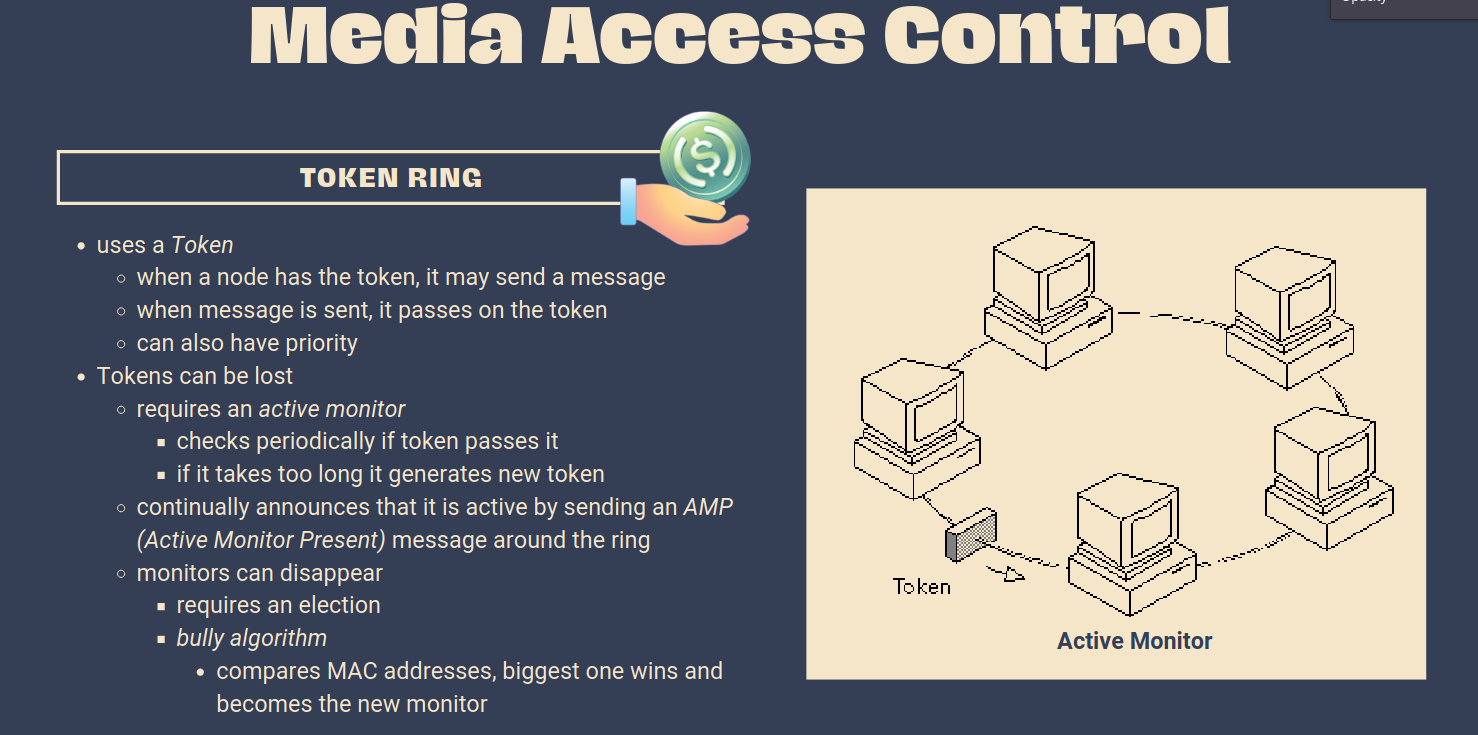 Opacity
Media Access Control
TOKEN RING
• uses a Token
◦ when a node has the token, it may send a message
◦ when message is sent, it passes on the token
◦ can also have priority
• Tokens can be lost
◦ requires an active monitor
▪ checks periodically if token passes it
▪ if it takes too long it generates new token
◦ continually announces that it is active by sending an AMP
(Active Monitor Present) message around the ring
◦ monitors can disappear
▪ requires an election
▪ bully algorithm
• compares MAC addresses, biggest one wins and
becomes the new monitor
Token
Active Monitor